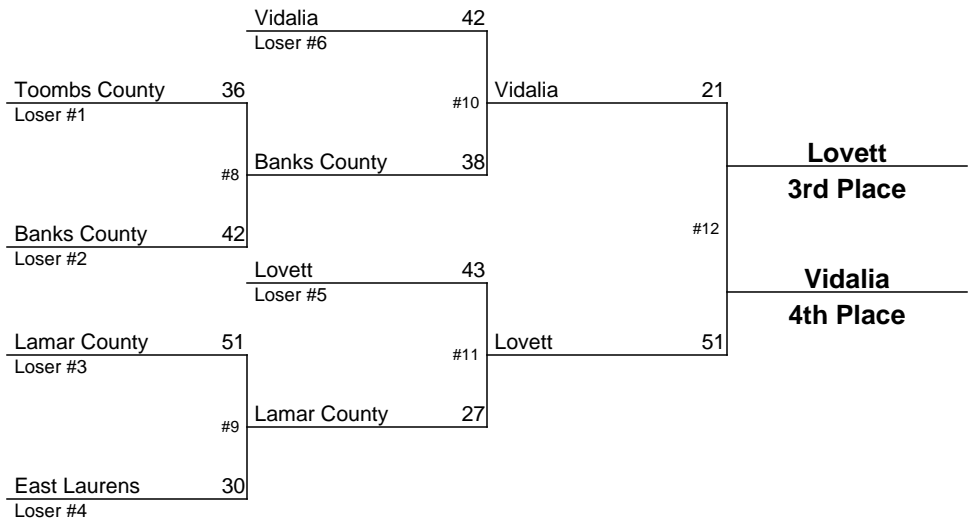 Vidalia 42
Loser #6
Toombs County 36
Loser #1
#10
Vidalia 21
#8
Banks County 38
Lovett
3rd Place
Banks County 42
Loser #2
#12
Lovett 43
Loser #5
Vidalia
4th Place
Lamar County 51
Loser #3
#11
Lovett 51
#9
Lamar County 27
East Laurens 30
Loser #4